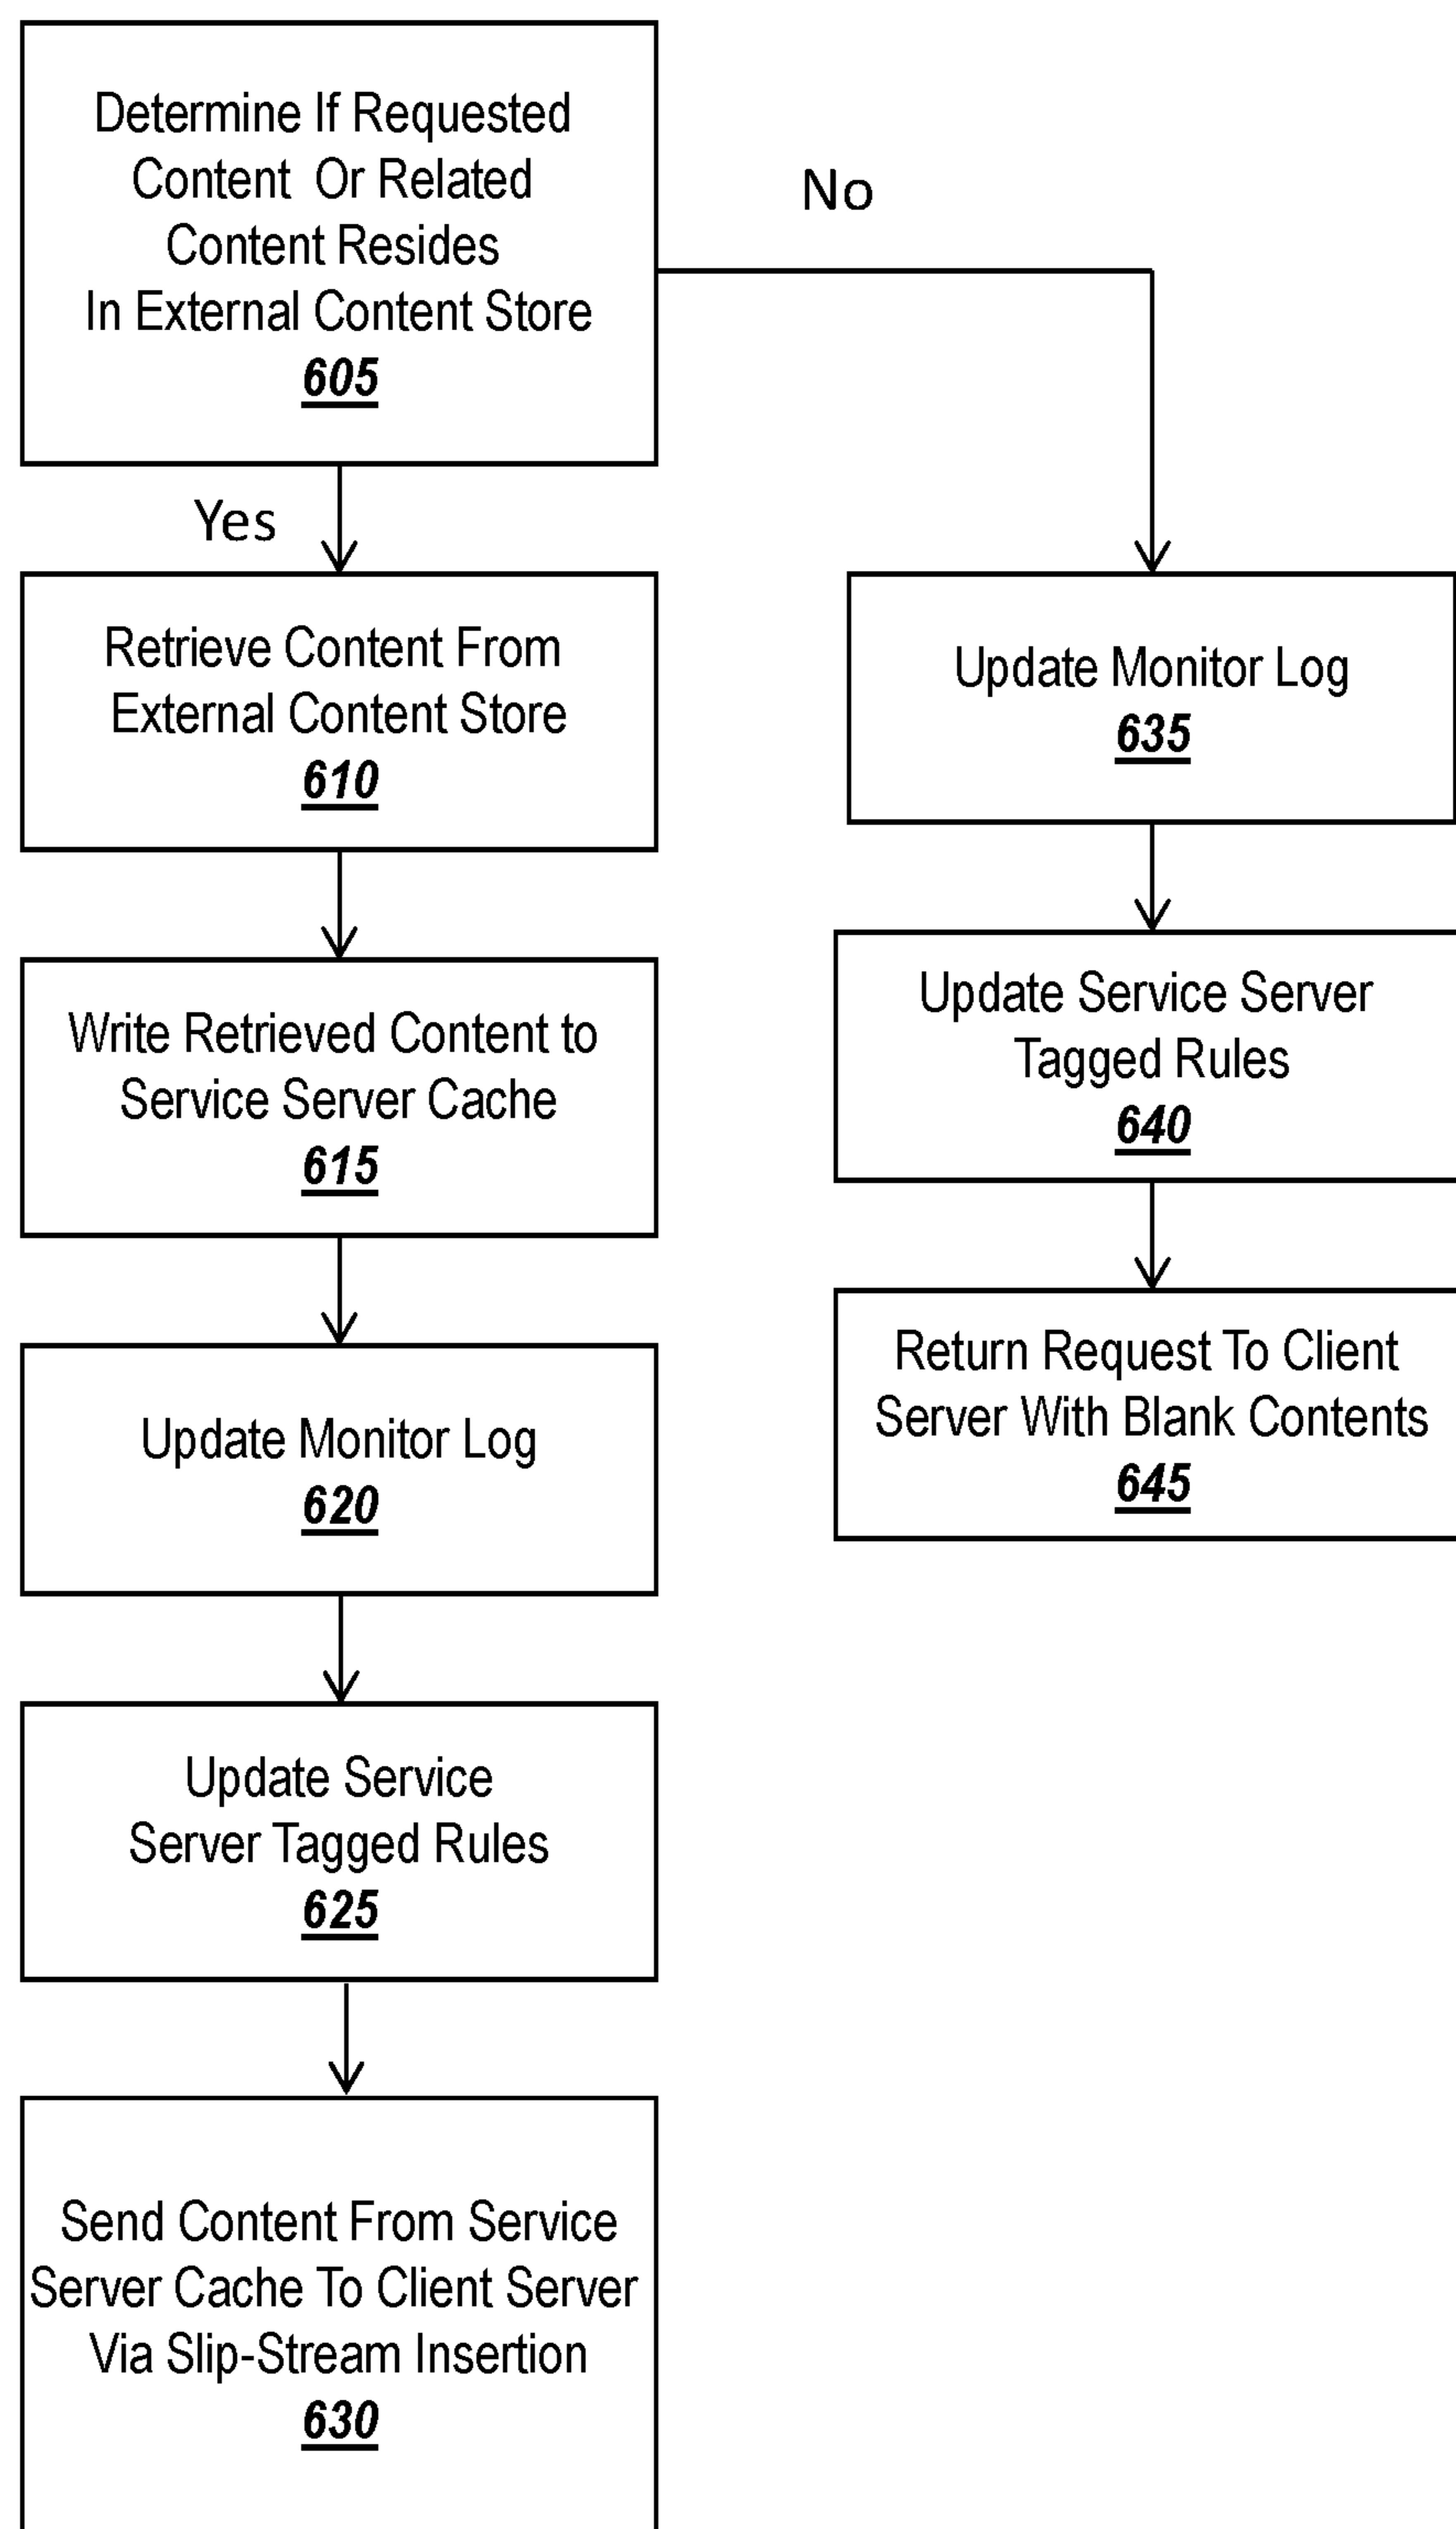 Determine If Requested
Content Or Related
Content Resides
In External Content Store
605
No
Yes
Retrieve Content From
External Content Store
610
Write Retrieved Content to
Service Server Cache
615
Update Monitor Log
620
Update Service
Server Tagged Rules
625
Send Content From Service
Server Cache To Client Server
Via Slip-Stream Insertion
630
Update Monitor Log
635
Update Service Server
Tagged Rules
640
Return Request To Client
Server With Blank Contents
645